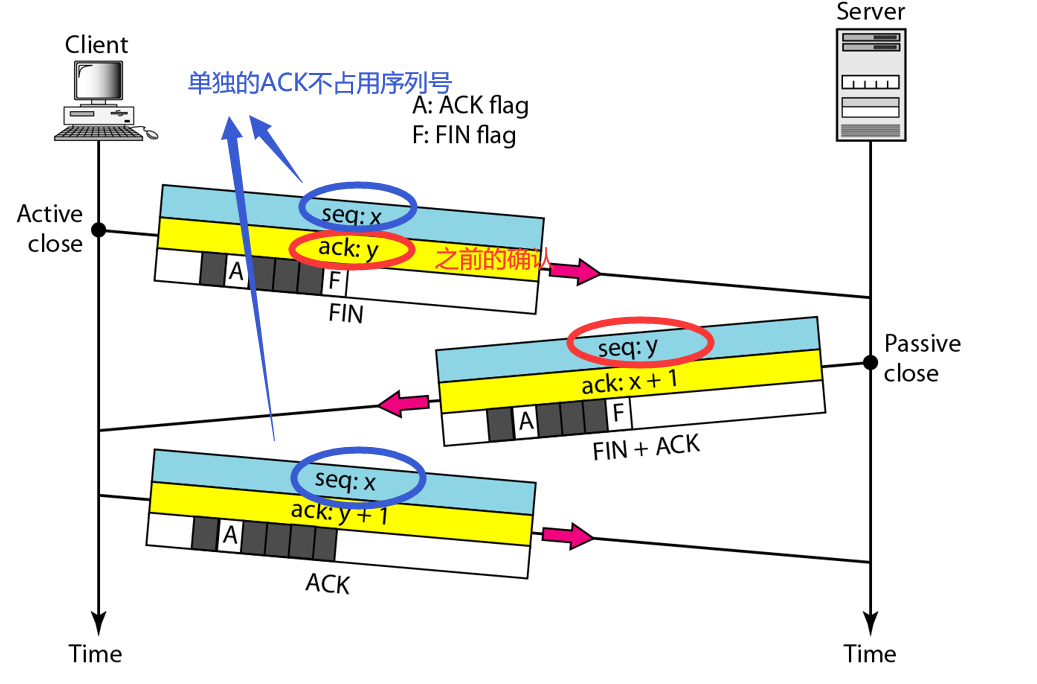 Server
Client
单独的ACK不占用序列号
A: ACK flag
F: FIN flag
seq: x
Active
close
ack: y
之前的确认
A
F
FIN
seq: y
Passive
close
ack: x + 1
A
F
FIN + ACK
seq: x
ack: y + 1
A
ACK
Time
Time